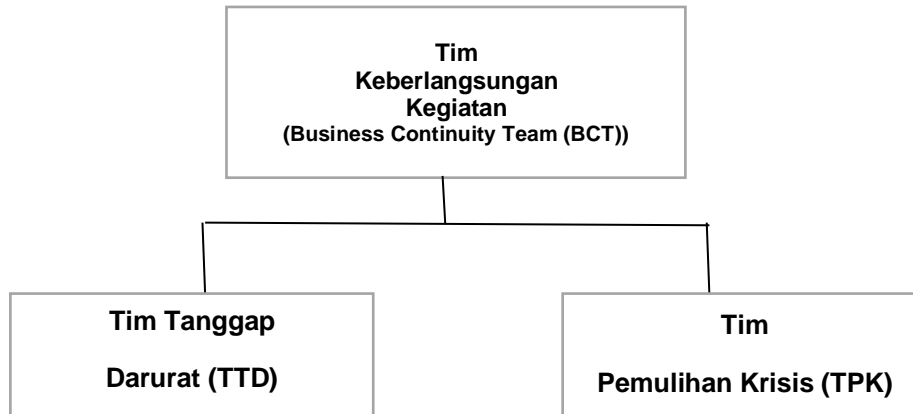 Tim
Keberlangsungan
Kegiatan
(Business Continuity Team (BCT))
Tim Tanggap
Darurat (TTD)
Tim
Pemulihan Krisis (TPK)